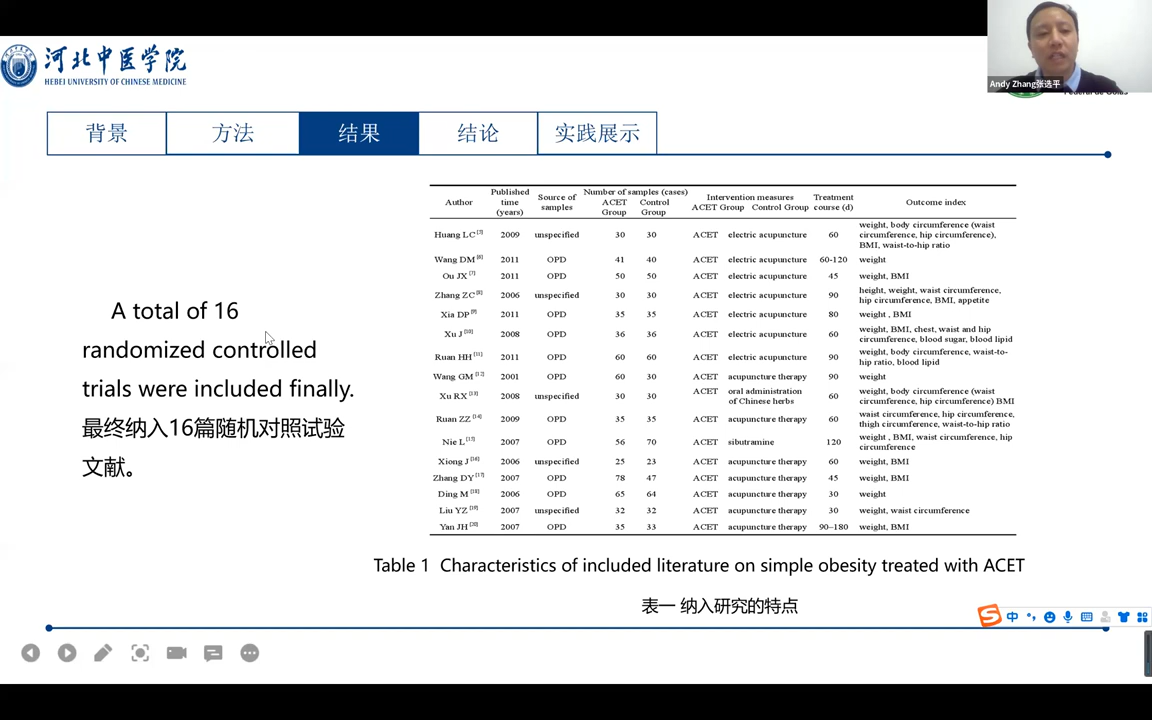 河北中医学院
HEBEI UNIVERSITY OF CHINESE MEDICINE
Andy Zhang张选平
背景 方法 结果 结论 实践展示
A total of 16
randomized controlled
trials were included finally.
最终纳入16篇随机对照试验
文献。
Author Published time (years) Source of samples Number of samples (cases) ACET Group Control Group Intervention measures ACET Group Control Group Treatment course (d) Outcome index
Huang LC [5] 2009 unspecified 30 30 ACET electric acupuncture 60 weight, body circumference (waist circumference, hip circumference), BMI, waist-to-hip ratio
Wang DM [6] 2011 OPD 41 40 ACET electric acupuncture 60-120 weight
Ou JX [7] 2011 OPD 50 50 ACET electric acupuncture 45 weight, BMI
Zhang ZC [8] 2006 unspecified 30 30 ACET electric acupuncture 90 height, weight, waist circumference, hip circumference, BMI, appetite
Xia DP [9] 2011 OPD 35 35 ACET electric acupuncture 80 weight , BMI
Xu J [10] 2008 OPD 36 36 ACET electric acupuncture 60 weight, BMI, chest, waist and hip circumference, blood sugar, blood lipid
Ruan HH [11] 2011 OPD 60 60 ACET electric acupuncture 90 weight, body circumference, waist-to-hip ratio, blood lipid
Wang GM [12] 2001 OPD 60 30 ACET acupuncture therapy 90 weight
Xu RX [13] 2008 unspecified 30 30 ACET oral administration of Chinese herbs 60 weight, body circumference (waist circumference, hip circumference) BMI
Ruan ZZ [14] 2009 OPD 35 35 ACET acupuncture therapy 60 waist circumference, hip circumference, thigh circumference, waist-to-hip ratio
Nie L [15] 2007 OPD 56 70 ACET sibutramine 120 weight , BMI, waist circumference, hip circumference
Xiong J [16] 2006 unspecified 25 23 ACET acupuncture therapy 60 weight, BMI
Zhang DY [17] 2007 OPD 78 47 ACET acupuncture therapy 45 weight, BMI
Ding M [18] 2006 OPD 65 64 ACET acupuncture therapy 30 weight
Liu YZ [19] 2007 unspecified 32 32 ACET acupuncture therapy 30 weight, waist circumference
Yan JH [20] 2007 OPD 35 33 ACET acupuncture therapy 90–180 weight, BMI
Table 1 Characteristics of included literature on simple obesity treated with ACET
表一 纳入研究的特点
中